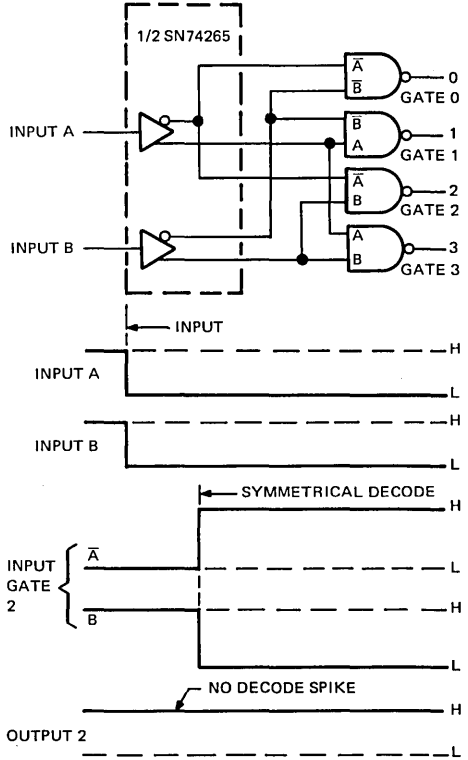 1/2 SN74265
A̅
B̅
0
GATE 0
INPUT A
B̅
A
1
GATE 1
A̅
B
2
GATE 2
INPUT B
A
B
3
GATE 3
INPUT
H
INPUT A
L
H
INPUT B
L
SYMMETRICAL DECODE
H
INPUT
GATE
2
A̅
L
H
B
L
NO DECODE SPIKE
H
OUTPUT 2
L